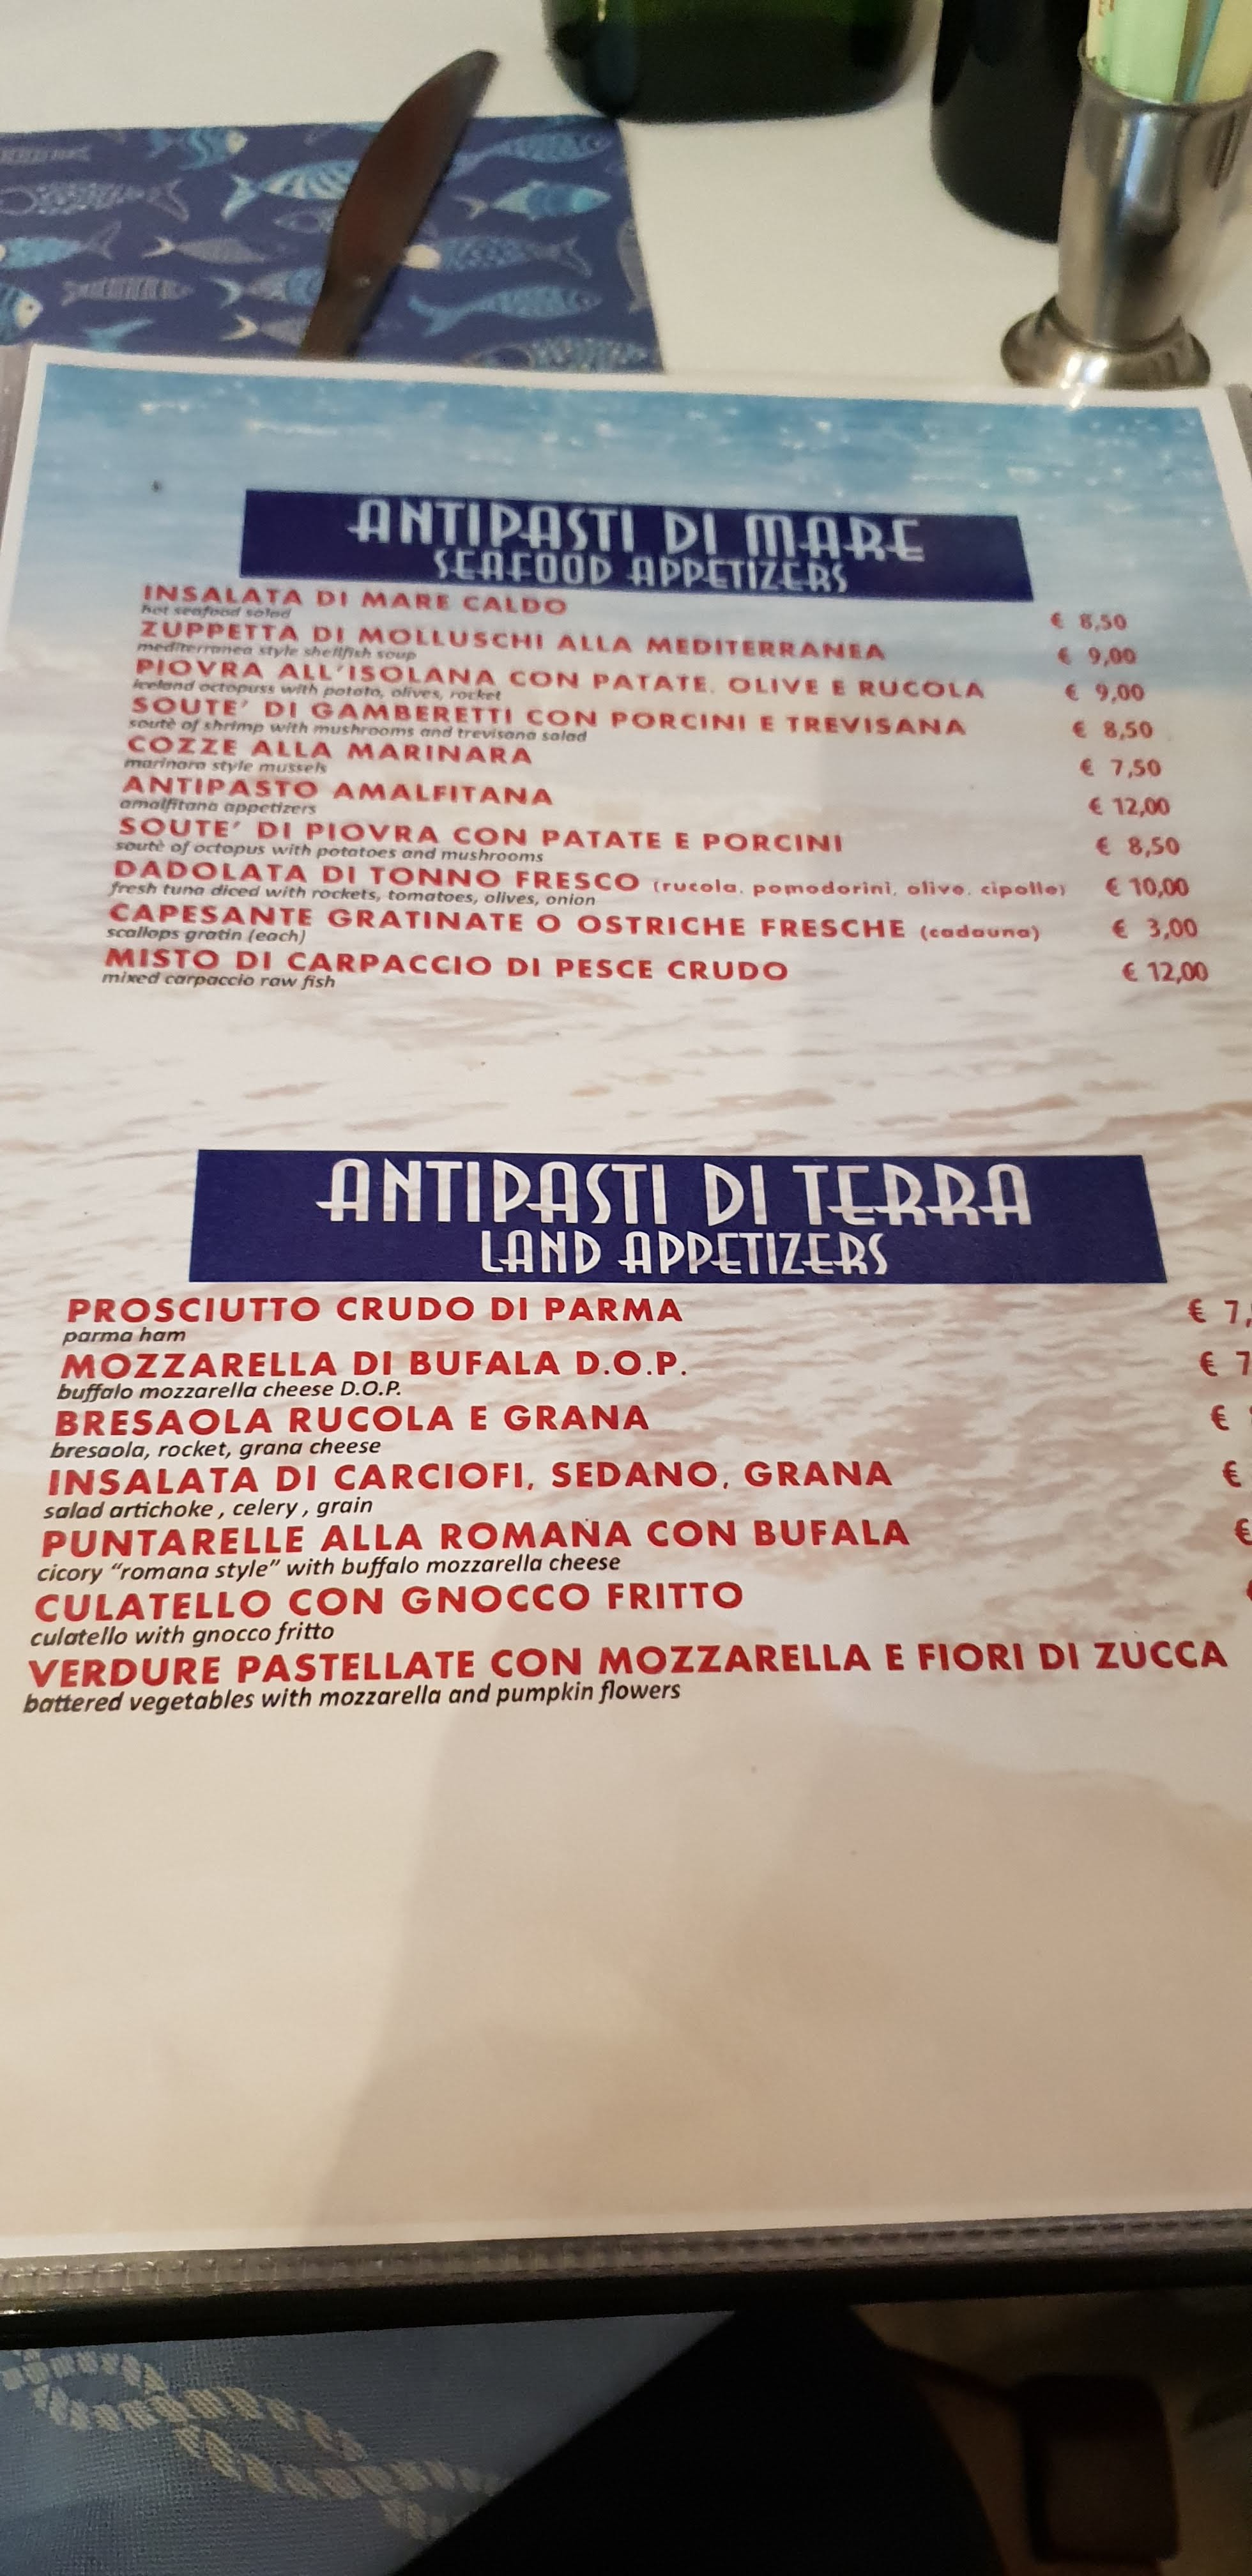 ANTIPASTI DI MARE
SEAFOOD APPETIZERS
INSALATA DI MARE CALDO € 8,50
hot seafood salad
ZUPPETTA DI MOLLUSCHI ALLA MEDITERRANEA € 9,00
mediterranea style shellfish soup
PIOVRA ALL'ISOLANA CON PATATE, OLIVE E RUCOLA € 9,00
iceland octopuss with potato, olives, rocket
SOUTE' DI GAMBERETTI CON PORCINI E TREVISANA € 8,50
soutè of shrimp with mushrooms and trevisana salad
COZZE ALLA MARINARA € 7,50
marinara style mussels
ANTIPASTO AMALFITANA € 12,00
amalfitana appetizers
SOUTE' DI PIOVRA CON PATATE E PORCINI € 8,50
soutè of octopus with potatoes and mushrooms
DADOLATA DI TONNO FRESCO (rucola, pomodorini, olive, cipolle) € 10,00
fresh tuna diced with rockets, tomatoes, olives, onion
CAPESANTE GRATINATE O OSTRICHE FRESCHE (cadauna) € 3,00
scallops gratin (each)
MISTO DI CARPACCIO DI PESCE CRUDO € 12,00
mixed carpaccio raw fish
ANTIPASTI DI TERRA
LAND APPETIZERS
PROSCIUTTO CRUDO DI PARMA € 7,
parma ham
MOZZARELLA DI BUFALA D.O.P. € 7
buffalo mozzarella cheese D.O.P.
BRESAOLA RUCOLA E GRANA €
bresaola, rocket, grana cheese
INSALATA DI CARCIOFI, SEDANO, GRANA €
salad artichoke , celery , grain
PUNTARELLE ALLA ROMANA CON BUFALA €
cicory "romana style" with buffalo mozzarella cheese
CULATELLO CON GNOCCO FRITTO
culatello with gnocco fritto
VERDURE PASTELLATE CON MOZZARELLA E FIORI DI ZUCCA
battered vegetables with mozzarella and pumpkin flowers